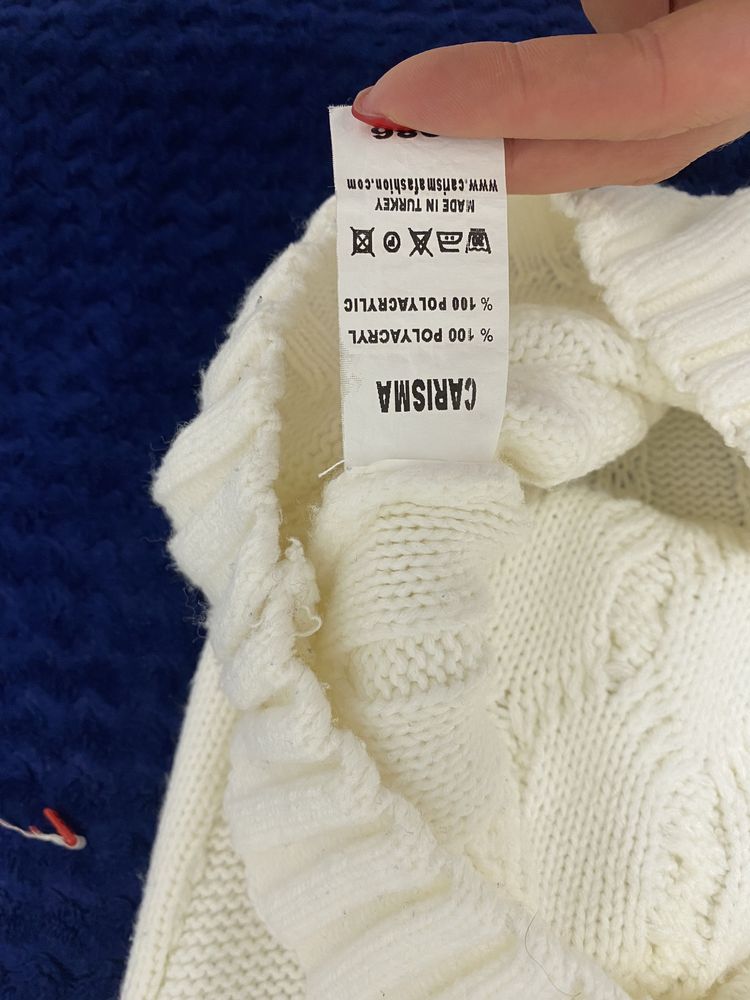 CARISMA
% 100 POLYACRYL
% 100 POLYACRYLIC
P
MADE IN TURKEY
www.carismafashion.com